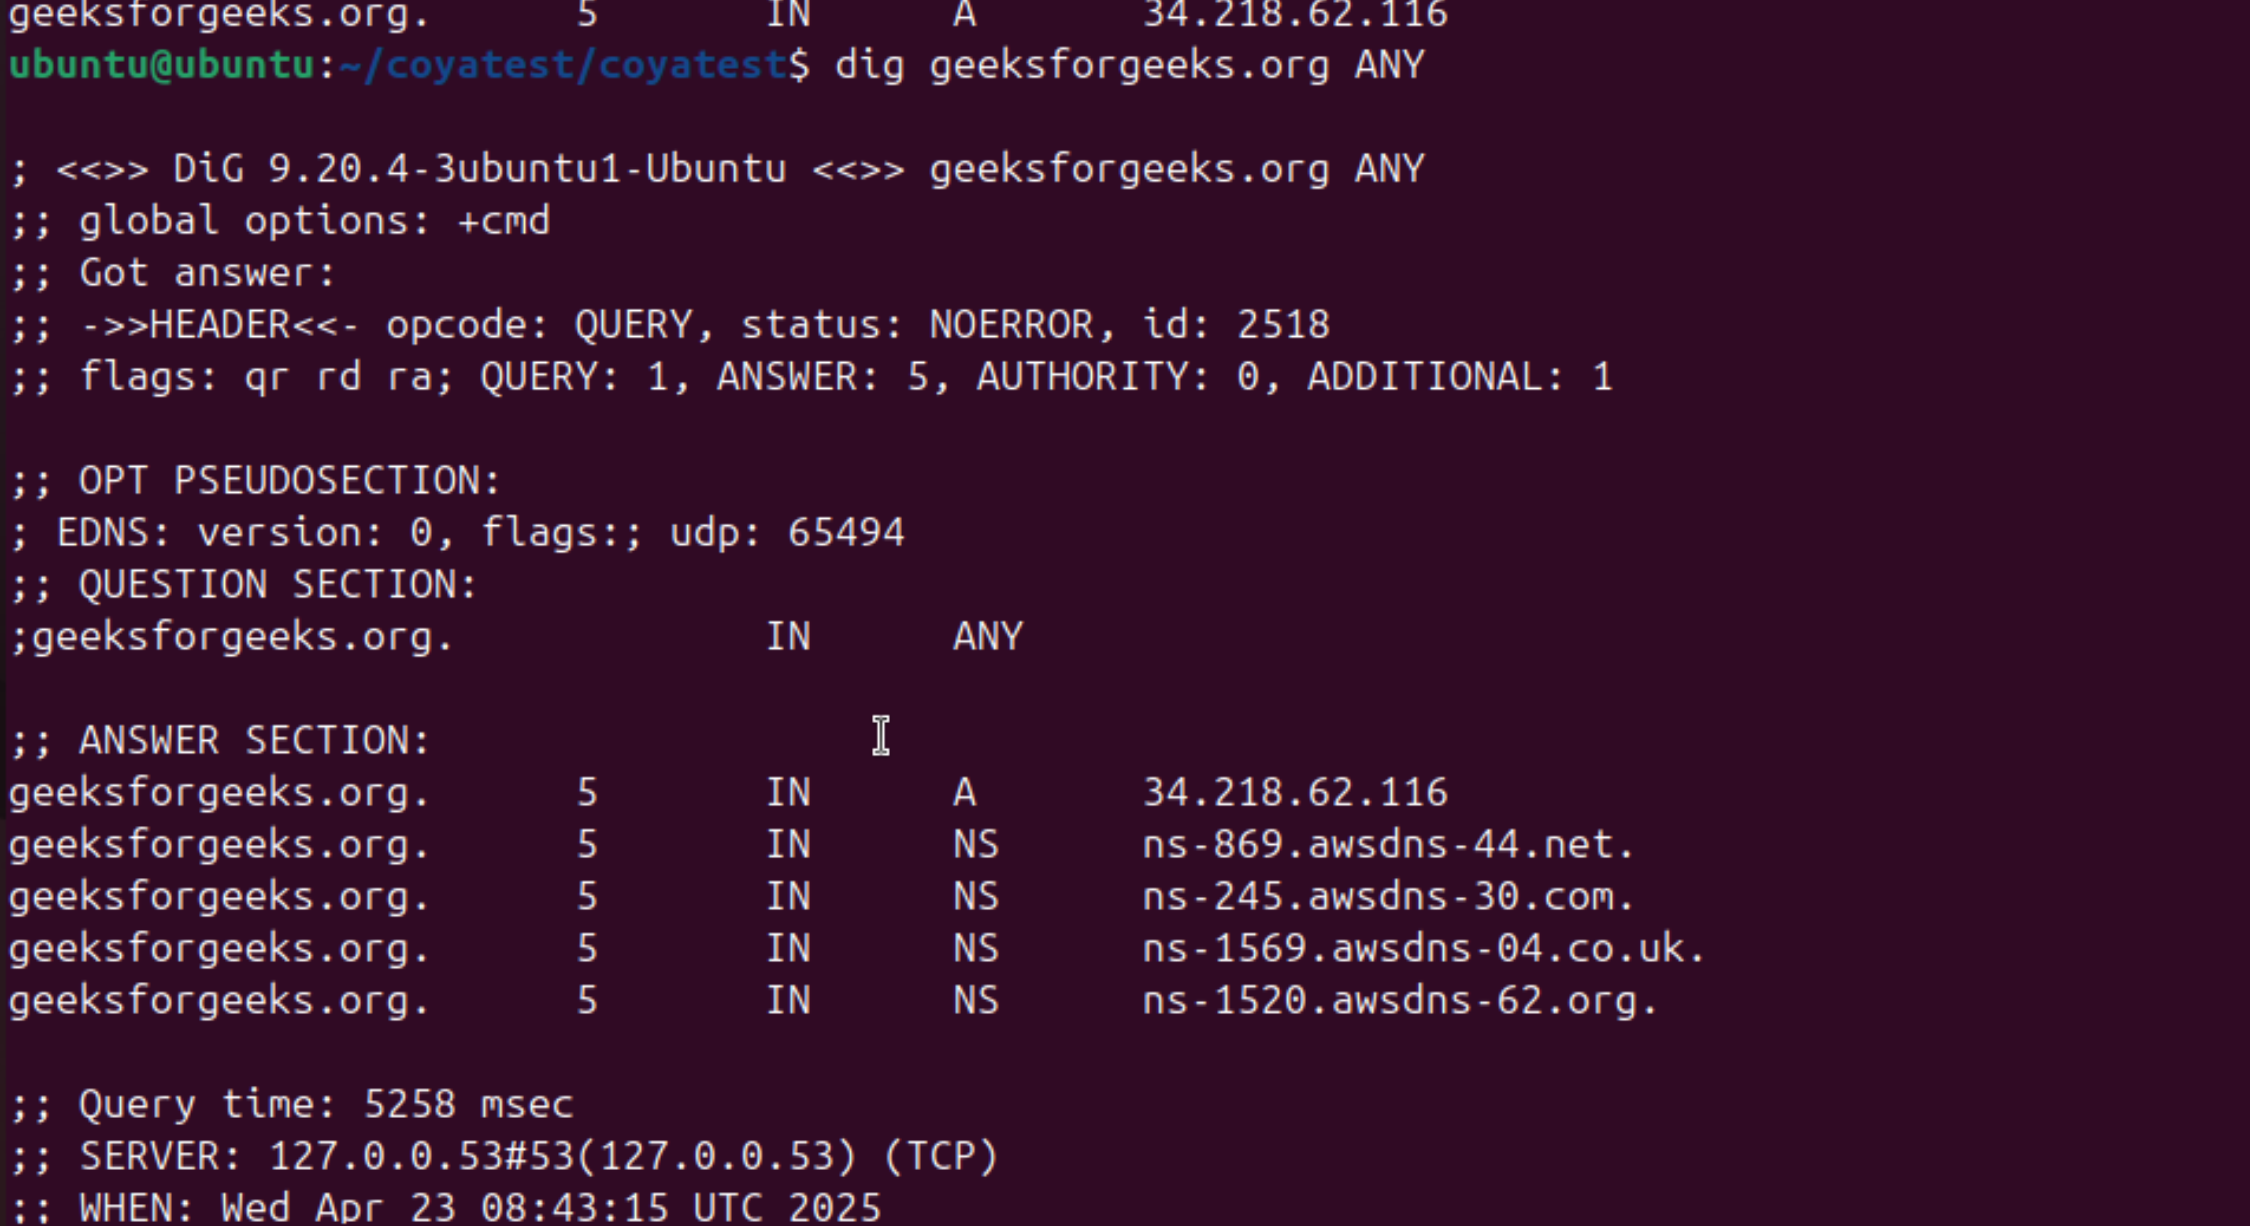 geeksforgeeks.org. 5 IN A 34.218.62.116
ubuntu@ubuntu:~/coyatest/coyatest$ dig geeksforgeeks.org ANY
; <<>> DiG 9.20.4-3ubuntu1-Ubuntu <<>> geeksforgeeks.org ANY
;; global options: +cmd
;; Got answer:
;; ->>HEADER<<- opcode: QUERY, status: NOERROR, id: 2518
;; flags: qr rd ra; QUERY: 1, ANSWER: 5, AUTHORITY: 0, ADDITIONAL: 1
;; OPT PSEUDOSECTION:
; EDNS: version: 0, flags:; udp: 65494
;; QUESTION SECTION:
;geeksforgeeks.org. IN ANY
;; ANSWER SECTION:
geeksforgeeks.org. 5 IN A 34.218.62.116
geeksforgeeks.org. 5 IN NS ns-869.awsdns-44.net.
geeksforgeeks.org. 5 IN NS ns-245.awsdns-30.com.
geeksforgeeks.org. 5 IN NS ns-1569.awsdns-04.co.uk.
geeksforgeeks.org. 5 IN NS ns-1520.awsdns-62.org.
;; Query time: 5258 msec
;; SERVER: 127.0.0.53#53(127.0.0.53) (TCP)
;; WHEN: Wed Apr 23 08:43:15 UTC 2025